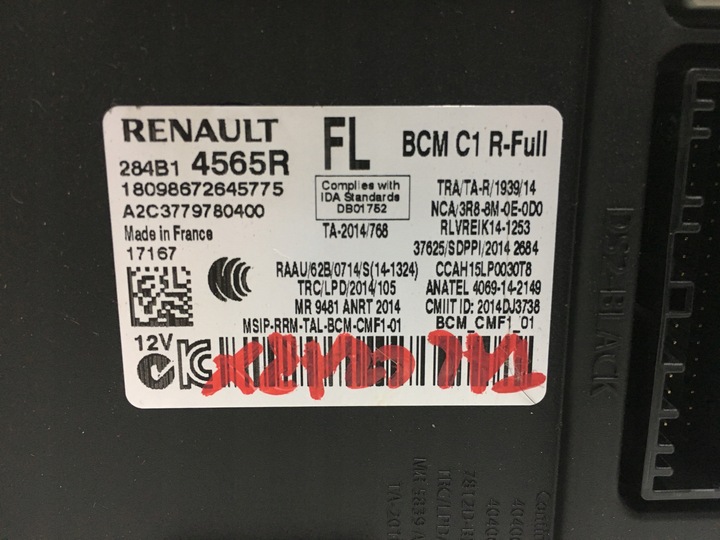 RENAULT
FL
BCM C1 R-Full
284B1 4565R
18098672645775
A2C3779780400
Made in France
17167
Complies with
IDA Standards
DB01752
TA-2014/768
TRA/TA-R/1939/14
NCA/3R8-8M-0E-0D0
RLVREIK14-1253
37625/SDPPI/2014 2684
RAAU/62B/0714/S(14-1324)
CCAH15LP0030T8
TRC/LPD/2014/105
ANATEL 4069-14-2149
MR 9481 ANRT 2014
CMIIT ID: 2014DJ3738
MSIP-RRM-TAL-BCM-CMF1-01
BCM_CMF1_01
12V
DS2-BLACK